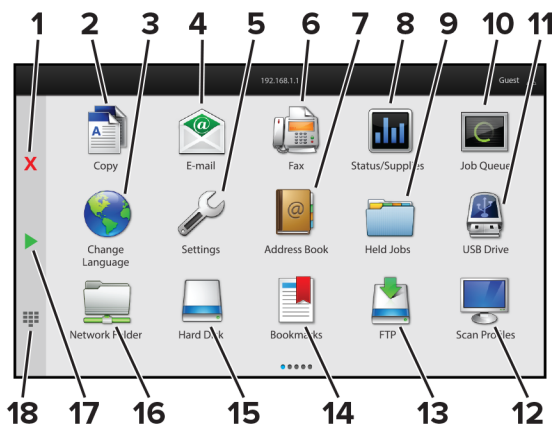 1 2 3 4 5 6 7 8 9 10 11
192.168.1.1 Guest
Copy E-mail Fax Status/Supplies Job Queue
X
Change Settings Address Book Held Jobs USB Drive
Language
Network Folder Hard Disk Bookmarks FTP Scan Profiles
18 17 16 15 14 13 12